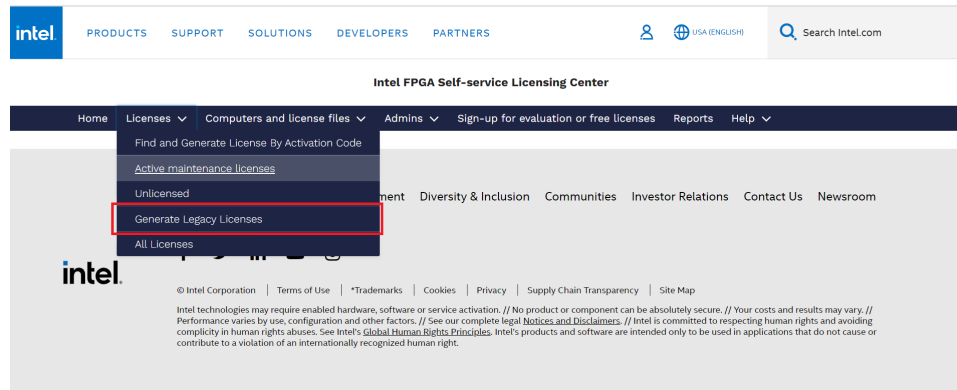 intel.
PRODUCTS SUPPORT SOLUTIONS DEVELOPERS PARTNERS USA (ENGLISH) Search Intel.com
Intel FPGA Self-service Licensing Center
Home Licenses Computers and license files Admins Sign-up for evaluation or free licenses Reports Help
Find and Generate License By Activation Code
Active maintenance licenses
Unlicensed
Generate Legacy Licenses
All Licenses
Diversity & Inclusion Communities Investor Relations Contact Us Newsroom
intel.
© Intel Corporation | Terms of Use | *Trademarks | Cookies | Privacy | Supply Chain Transparency | Site Map
Intel technologies may require enabled hardware, software or service activation. // No product or component can be absolutely secure. // Your costs and results may vary. //
Performance varies by use, configuration and other factors. // See our complete legal Notices and Disclaimers. // Intel is committed to respecting human rights and avoiding
complicity in human rights abuses. See Intel's Global Human Rights Principles. Intel's products and software are intended only to be used in applications that do not cause or
contribute to a violation of an internationally recognized human right.